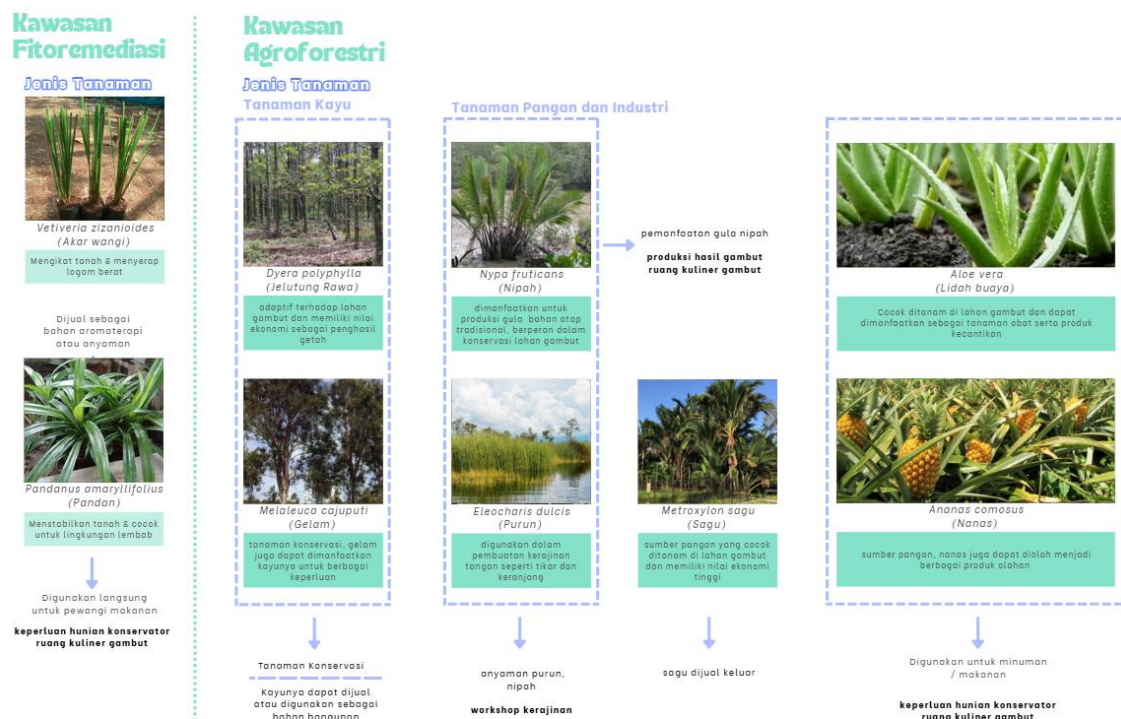 Kawasan
Fitoremediasi
Jenis Tanaman
Vetiveria zizanioides
(Akar wangi)
Mengikat tanah & menyerap
logam berat
Dijual sebagai
bahan aromaterapi
atau anyaman
Pandanus amaryllifolius
(Pandan)
Menstabilkan tanah & cocok
untuk lingkungan lembab
Digunakan langsung
untuk pewangi makanan
keperluan hunian konservator
ruang kuliner gambut
Kawasan
Agroforestri
Jenis Tanaman
Tanaman Kayu
Dyera polyphylla
(Jelutung Rawa)
adaptif terhadap lahan
gambut dan memiliki nilai
ekonomi sebagai penghasil
getah
Melaleuca cajuputi
(Gelam)
tanaman konservasi, gelam
juga dapat dimanfaatkan
kayunya untuk berbagai
keperluan
Tanaman Konservasi
Kayunya dapat dijual
atau digunakan sebagai
bahan bangunan
Tanaman Pangan dan Industri
Nypa fruticans
(Nipah)
dimanfaatkan untuk
produksi gula bahan atap
tradisional, berperan dalam
konservasi lahan gambut
pemanfaatan gula nipah
produksi hasil gambut
ruang kuliner gambut
Eleocharis dulcis
(Purun)
digunakan dalam
pembuatan kerajinan
tangan seperti tikar dan
keranjang
anyaman purun,
nipah
workshop kerajinan
Metroxylon sagu
(Sagu)
sumber pangan yang cocok
ditanam di lahan gambut
dan memiliki nilai ekonomi
tinggi
sagu dijual keluar
Aloe vera
(Lidah buaya)
Cocok ditanam di lahan gambut dan dapat
dimanfaatkan sebagai tanaman obat serta produk
kecantikan
Ananas comosus
(Nanas)
sumber pangan, nanas juga dapat diolah menjadi
berbagai produk olahan
Digunakan untuk minuman
/ makanan
keperluan hunian konservator
ruang kuliner gambut